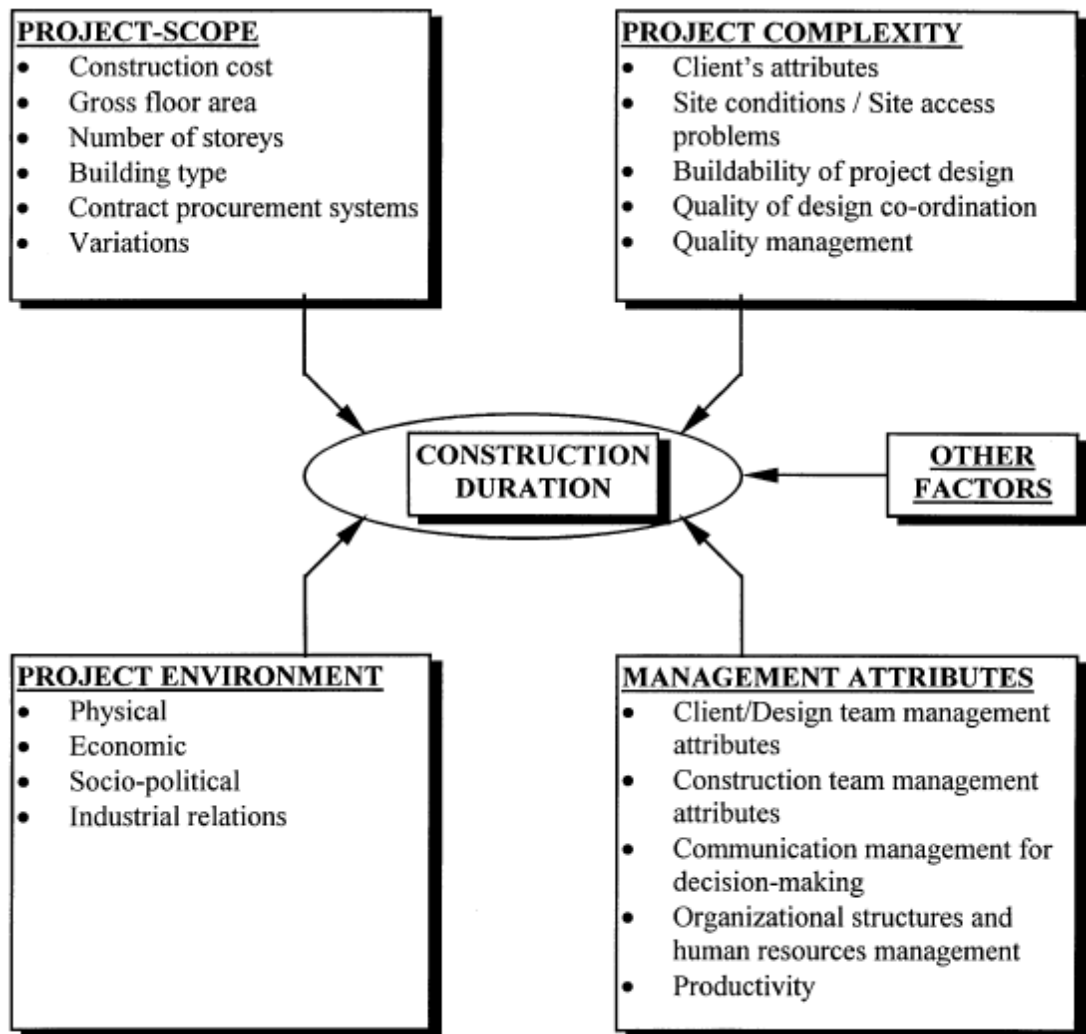 PROJECT-SCOPE
• Construction cost
• Gross floor area
• Number of storeys
• Building type
• Contract procurement systems
• Variations
PROJECT COMPLEXITY
• Client’s attributes
• Site conditions / Site access
problems
• Buildability of project design
• Quality of design co-ordination
• Quality management
CONSTRUCTION
DURATION
OTHER
FACTORS
PROJECT ENVIRONMENT
• Physical
• Economic
• Socio-political
• Industrial relations
MANAGEMENT ATTRIBUTES
• Client/Design team management
attributes
• Construction team management
attributes
• Communication management for
decision-making
• Organizational structures and
human resources management
• Productivity